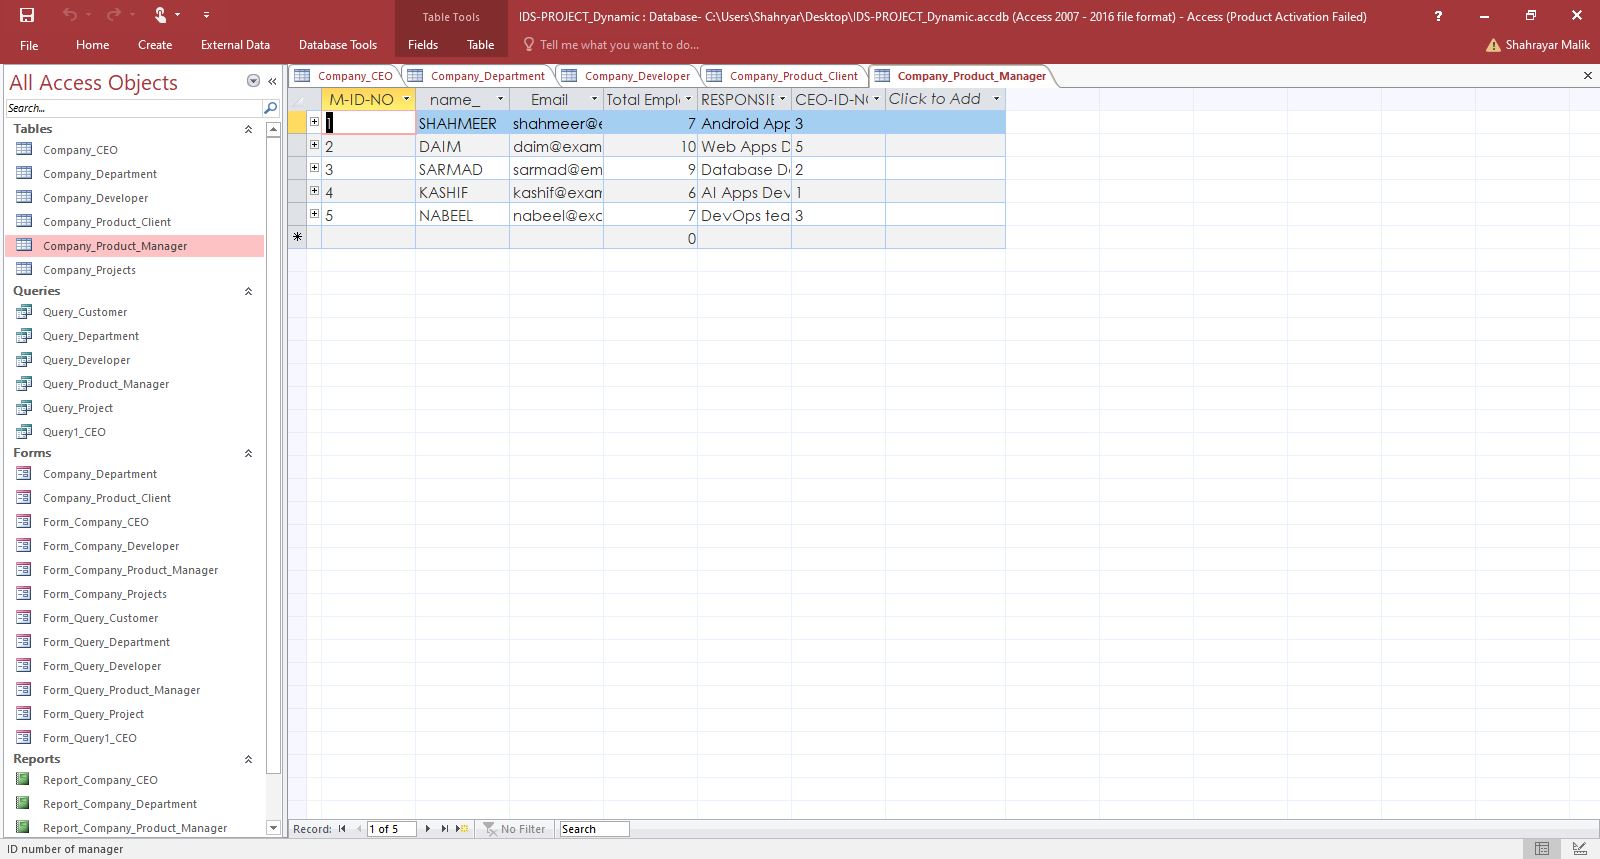 Table Tools
IDS-PROJECT_Dynamic : Database- C:\Users\Shahryar\Desktop\IDS-PROJECT_Dynamic.accdb (Access 2007 - 2016 file format) - Access (Product Activation Failed)
?
File Home Create External Data Database Tools Fields Table Tell me what you want to do... Shahrayar Malik
All Access Objects
Search...
Tables
Company_CEO
Company_Department
Company_Developer
Company_Product_Client
Company_Product_Manager
Company_Projects
Queries
Query_Customer
Query_Department
Query_Developer
Query_Product_Manager
Query_Project
Query1_CEO
Forms
Company_Department
Company_Product_Client
Form_Company_CEO
Form_Company_Developer
Form_Company_Product_Manager
Form_Company_Projects
Form_Query_Customer
Form_Query_Department
Form_Query_Developer
Form_Query_Product_Manager
Form_Query_Project
Form_Query1_CEO
Reports
Report_Company_CEO
Report_Company_Department
Report_Company_Product_Manager
Company_CEO Company_Department Company_Developer Company_Product_Client Company_Product_Manager
M-ID-NO name_ Email Total Empl RESPONSIB CEO-ID-NO Click to Add
1 SHAHMEER shahmeer@e 7 Android App 3
2 DAIM daim@exam 10 Web Apps D 5
3 SARMAD sarmad@em 9 Database De 2
4 KASHIF kashif@exam 6 AI Apps Dev 1
5 NABEEL nabeel@exa 7 DevOps tea 3
0
Record: 1 of 5 No Filter Search
ID number of manager